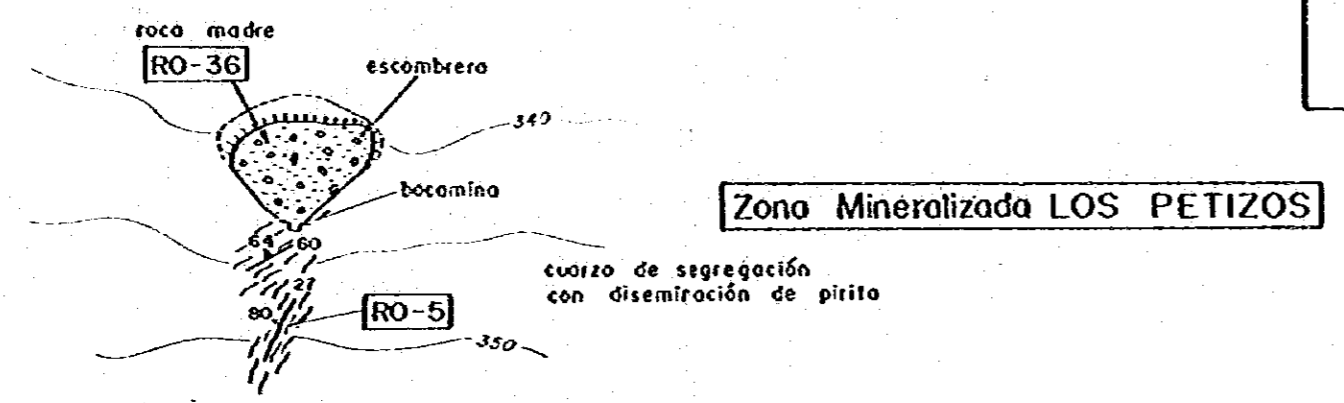 roca madre
RO-36
escombrera
340
bocamina
Zona Mineralizada LOS PETIZOS
64 60
cuarzo de segregación
con diseminación de pirita
27
80
RO-5
350